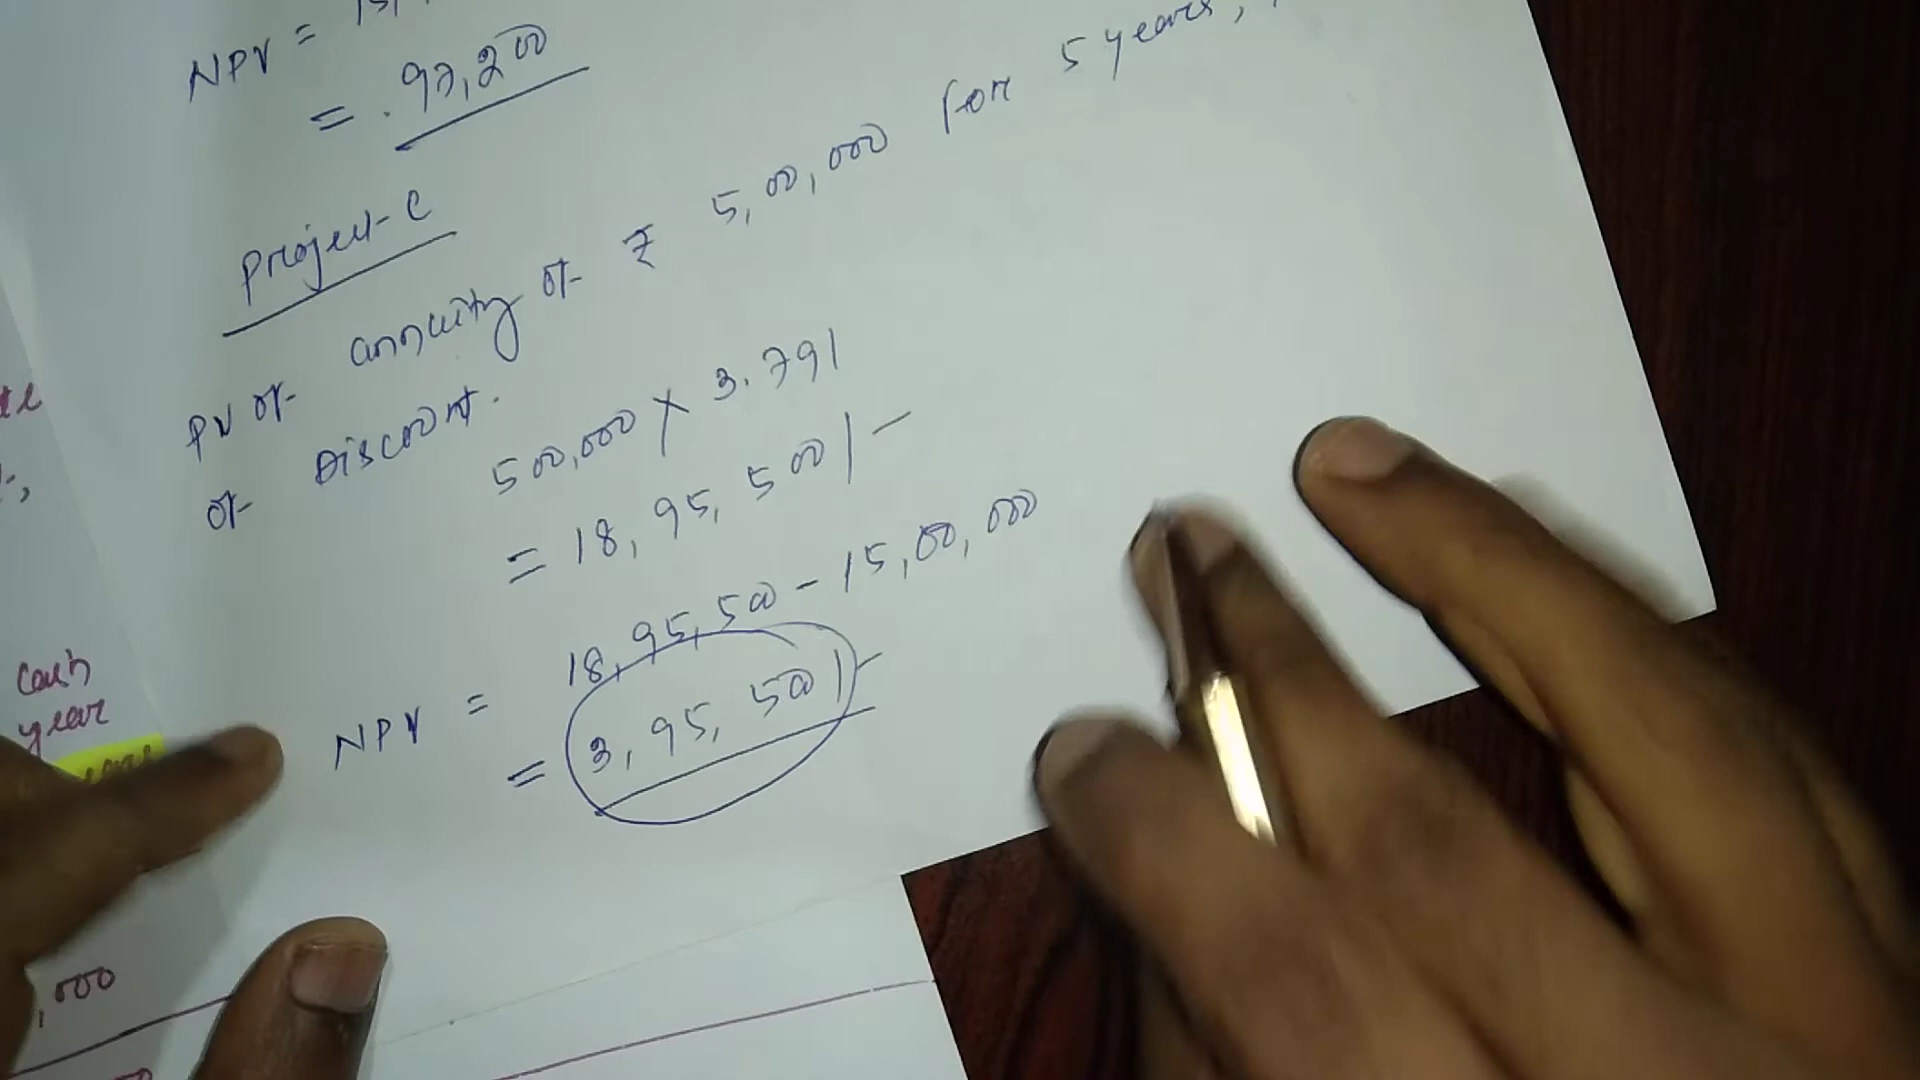 NPV =
= 97,200
Project-C
PV of annuity of ₹ 5,00,000 for 5 years,
of Discount.
500,000 × 3.791
= 18,95,500/-
NPV = 18,95,500 - 15,00,000
= 3,95,500/-
cash
year
,000